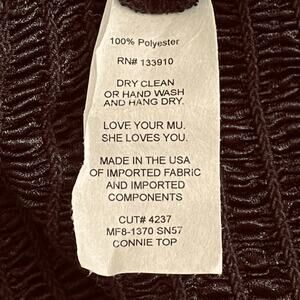 100% Polyester
RN# 133910
DRY CLEAN
OR HAND WASH
AND HANG DRY.
LOVE YOUR MU.
SHE LOVES YOU.
MADE IN THE USA
OF IMPORTED FABRIC
AND IMPORTED
COMPONENTS
CUT# 4237
MF8-1370 SN57
CONNIE TOP